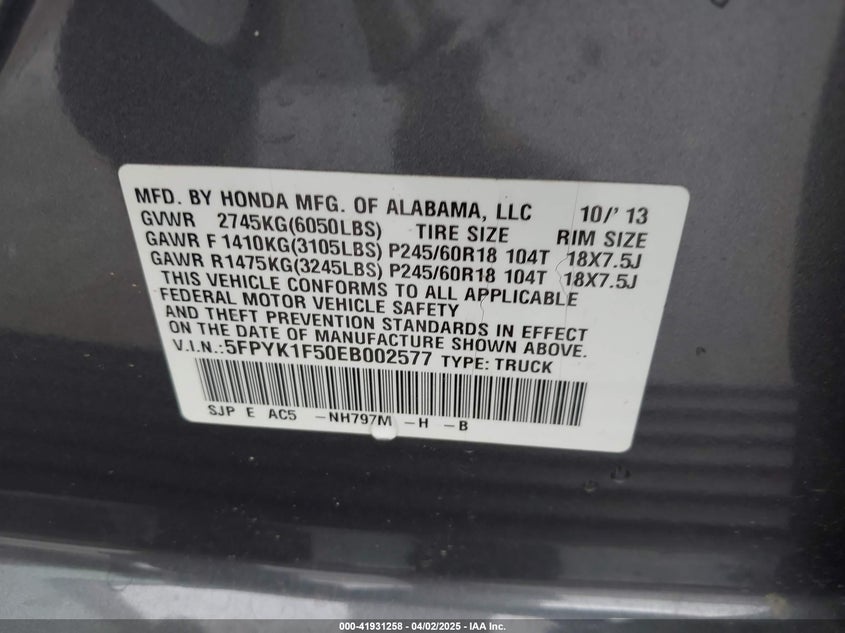 MFD. BY HONDA MFG. OF ALABAMA, LLC 10/' 13
GVWR 2745KG(6050LBS) TIRE SIZE RIM SIZE
GAWR F 1410KG(3105LBS) P245/60R18 104T 18X7.5J
GAWR R1475KG(3245LBS) P245/60R18 104T 18X7.5J
THIS VEHICLE CONFORMS TO ALL APPLICABLE
FEDERAL MOTOR VEHICLE SAFETY
AND THEFT PREVENTION STANDARDS IN EFFECT
ON THE DATE OF MANUFACTURE SHOWN ABOVE.
V.I.N.:5FPYK1F50EB002577 TYPE: TRUCK
SJP E AC5 -NH797M -H -B
000-41931258 - 04/02/2025 - IAA Inc.